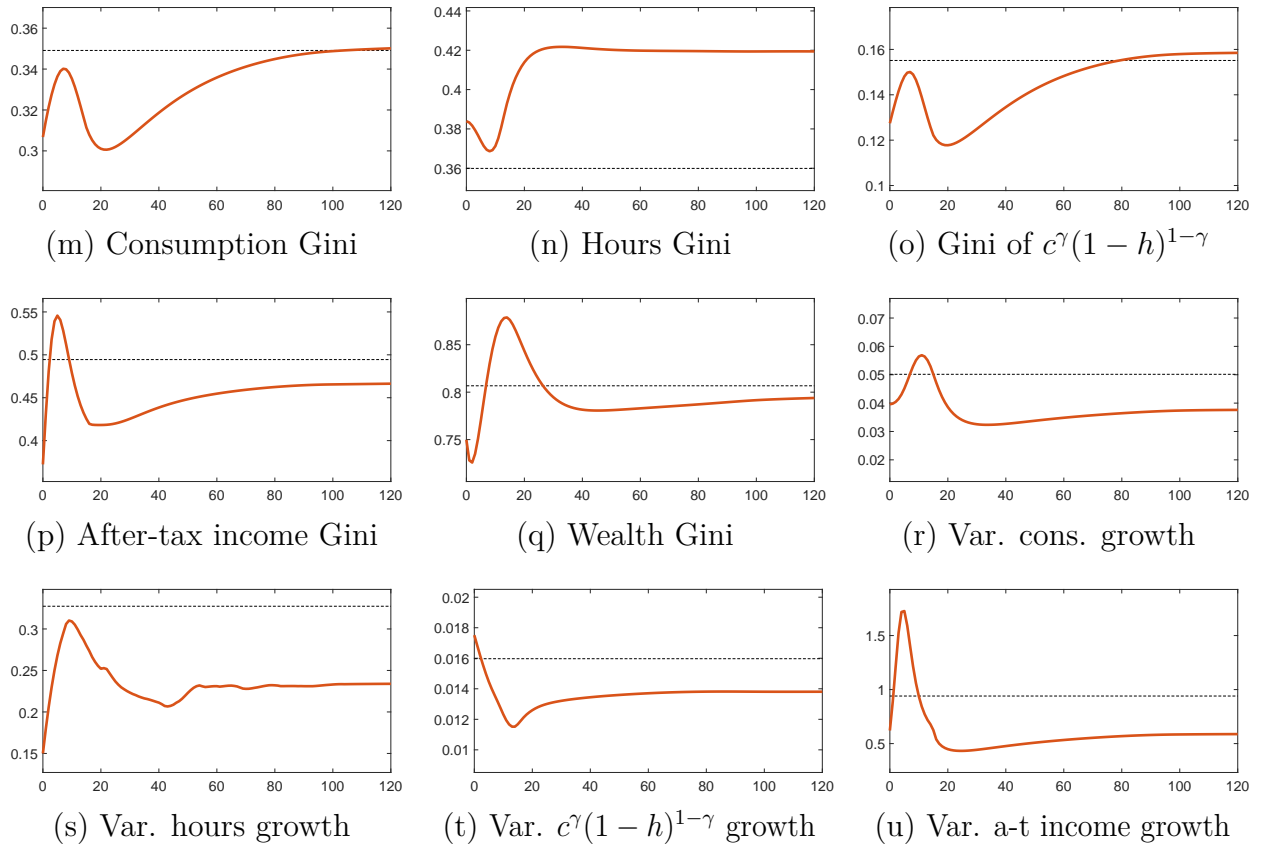 0.36
0.34
0.32
0.3
0 20 40 60 80 100 120
(m) Consumption Gini
0.44
0.42
0.4
0.38
0.36
0 20 40 60 80 100 120
(n) Hours Gini
0.16
0.14
0.12
0.1
0 20 40 60 80 100 120
(o) Gini of c^γ(1 − h)^{1−γ}
0.55
0.5
0.45
0.4
0 20 40 60 80 100 120
(p) After-tax income Gini
0.85
0.8
0.75
0 20 40 60 80 100 120
(q) Wealth Gini
0.07
0.06
0.05
0.04
0.03
0.02
0 20 40 60 80 100 120
(r) Var. cons. growth
0.3
0.25
0.2
0.15
0 20 40 60 80 100 120
(s) Var. hours growth
0.02
0.018
0.016
0.014
0.012
0.01
0 20 40 60 80 100 120
(t) Var. c^γ(1 − h)^{1−γ} growth
1.5
1
0.5
0 20 40 60 80 100 120
(u) Var. a-t income growth